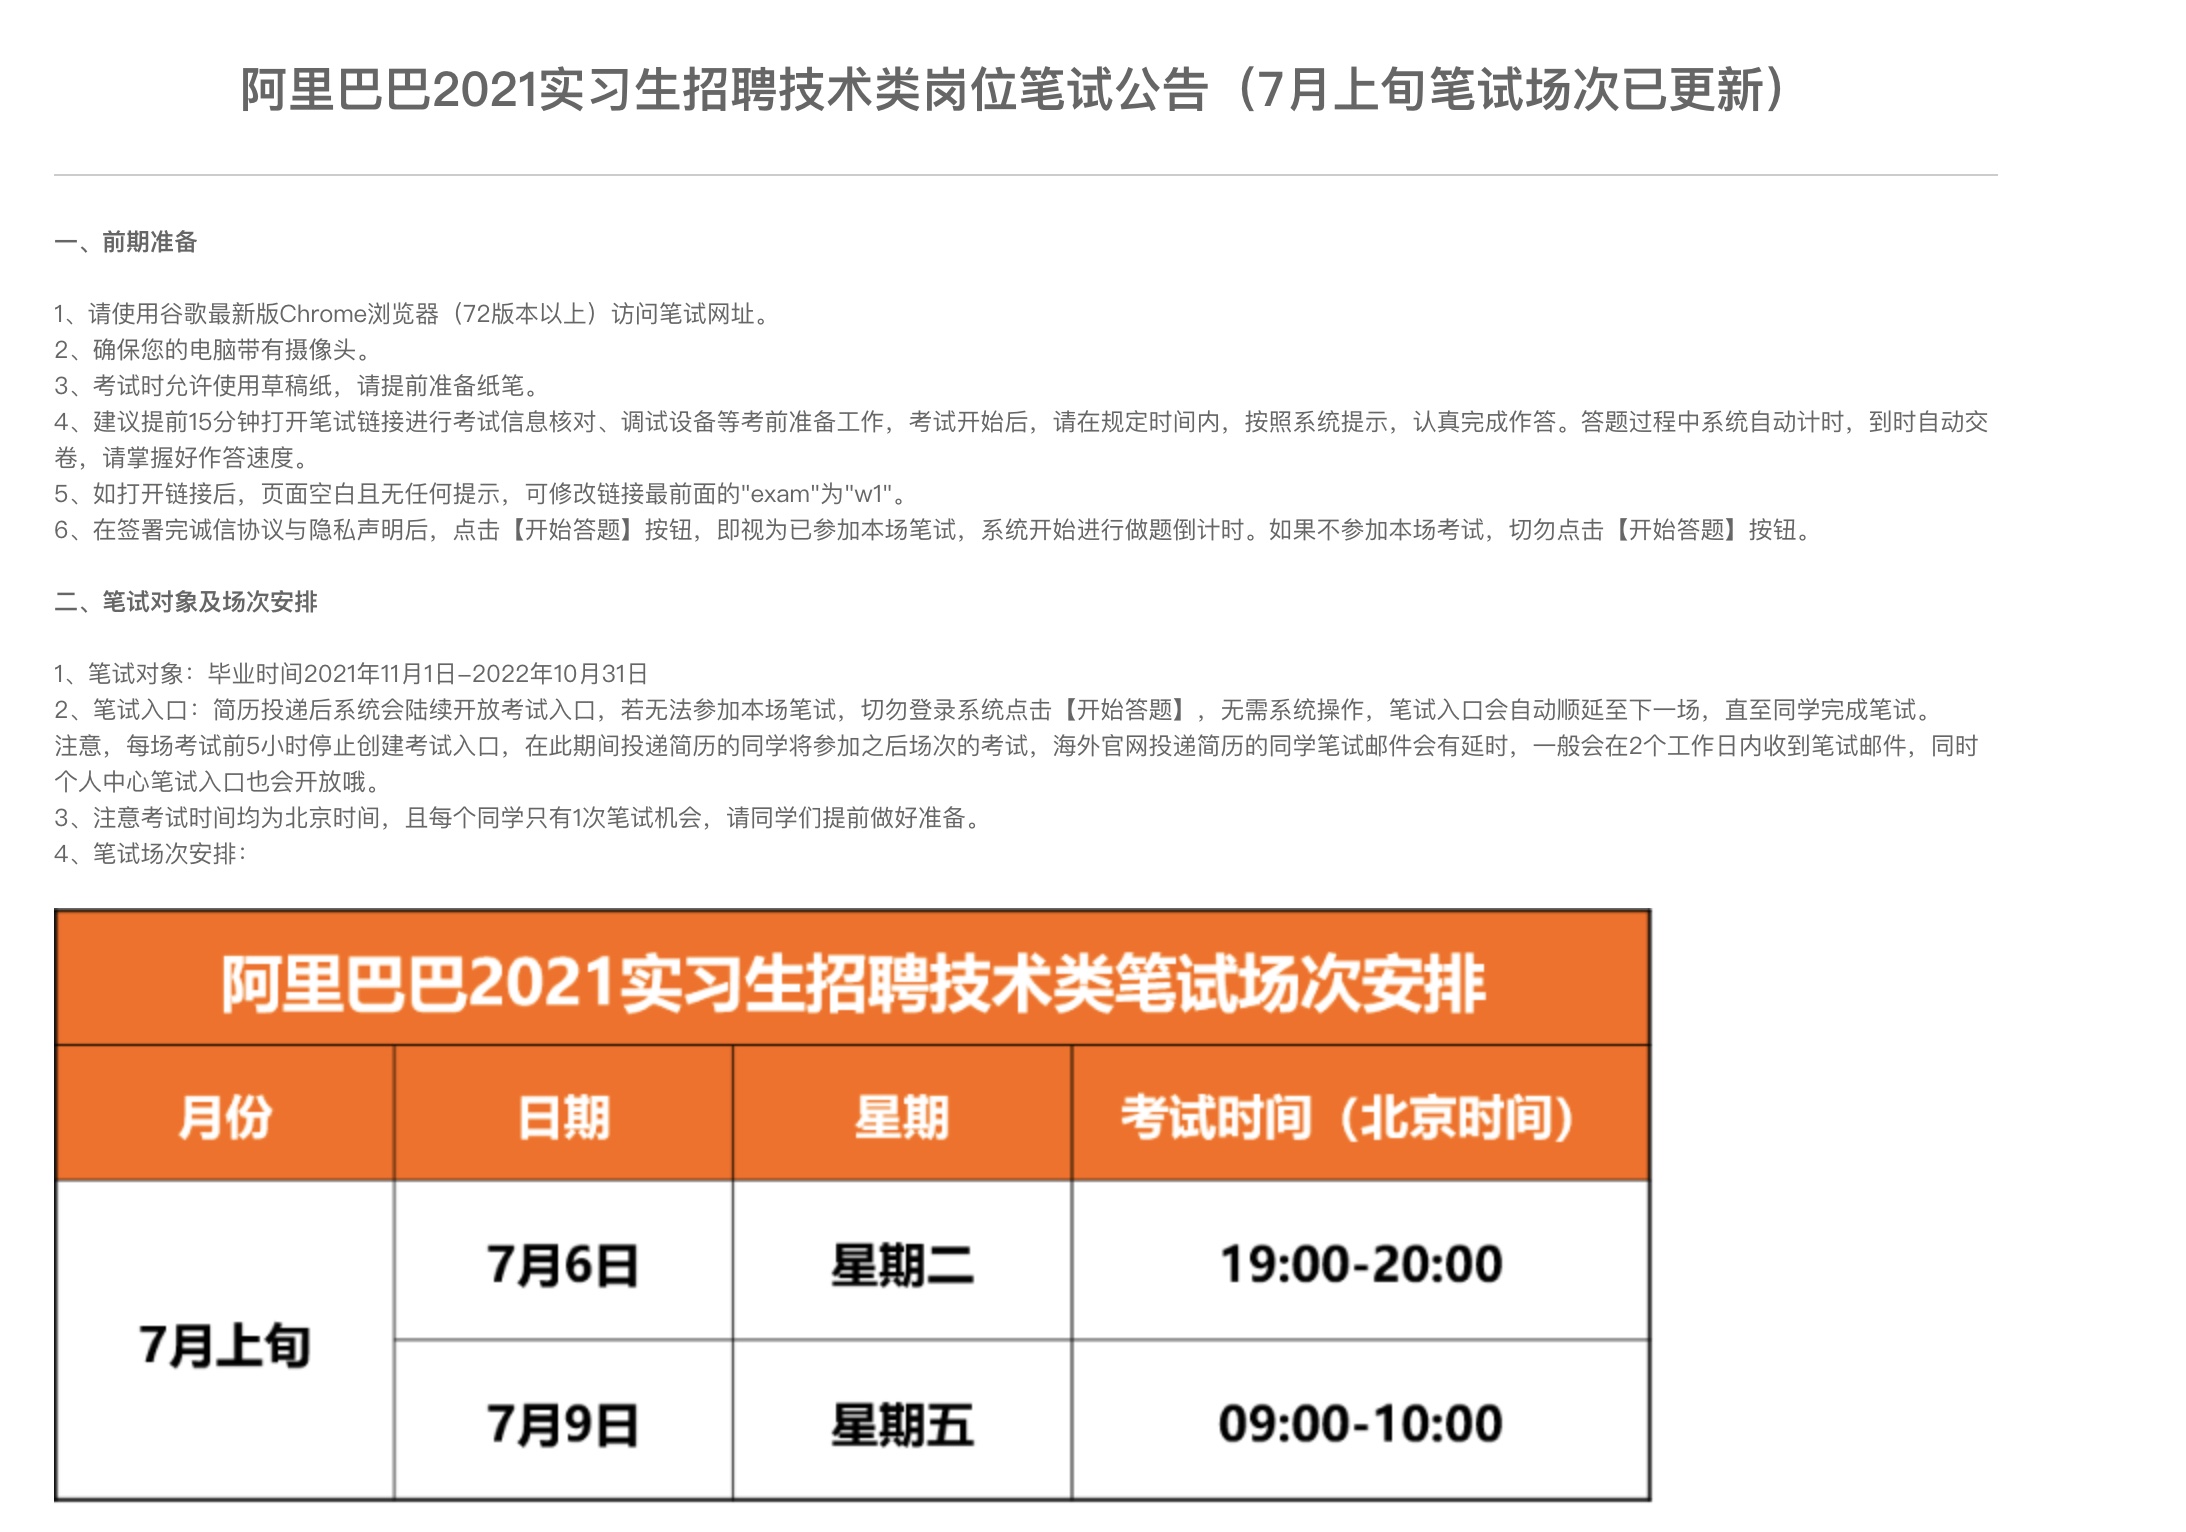 阿里巴巴2021实习生招聘技术类岗位笔试公告（7月上旬笔试场次已更新）
一、前期准备
1、请使用谷歌最新版Chrome浏览器（72版本以上）访问笔试网址。
2、确保您的电脑带有摄像头。
3、考试时允许使用草稿纸，请提前准备纸笔。
4、建议提前15分钟打开笔试链接进行考试信息核对、调试设备等考前准备工作，考试开始后，请在规定时间内，按照系统提示，认真完成作答。答题过程中系统自动计时，到时自动交
卷，请掌握好作答速度。
5、如打开链接后，页面空白且无任何提示，可修改链接最前面的"exam"为"w1"。
6、在签署完诚信协议与隐私声明后，点击【开始答题】按钮，即视为已参加本场笔试，系统开始进行做题倒计时。如果不参加本场考试，切勿点击【开始答题】按钮。
二、笔试对象及场次安排
1、笔试对象：毕业时间2021年11月1日–2022年10月31日
2、笔试入口：简历投递后系统会陆续开放考试入口，若无法参加本场笔试，切勿登录系统点击【开始答题】，无需系统操作，笔试入口会自动顺延至下一场，直至同学完成笔试。
注意，每场考试前5小时停止创建考试入口，在此期间投递简历的同学将参加之后场次的考试，海外官网投递简历的同学笔试邮件会有延时，一般会在2个工作日内收到笔试邮件，同时
个人中心笔试入口也会开放哦。
3、注意考试时间均为北京时间，且每个同学只有1次笔试机会，请同学们提前做好准备。
4、笔试场次安排：
阿里巴巴2021实习生招聘技术类笔试场次安排
月份 日期 星期 考试时间（北京时间）
7月上旬
7月6日 星期二 19:00-20:00
7月9日 星期五 09:00-10:00